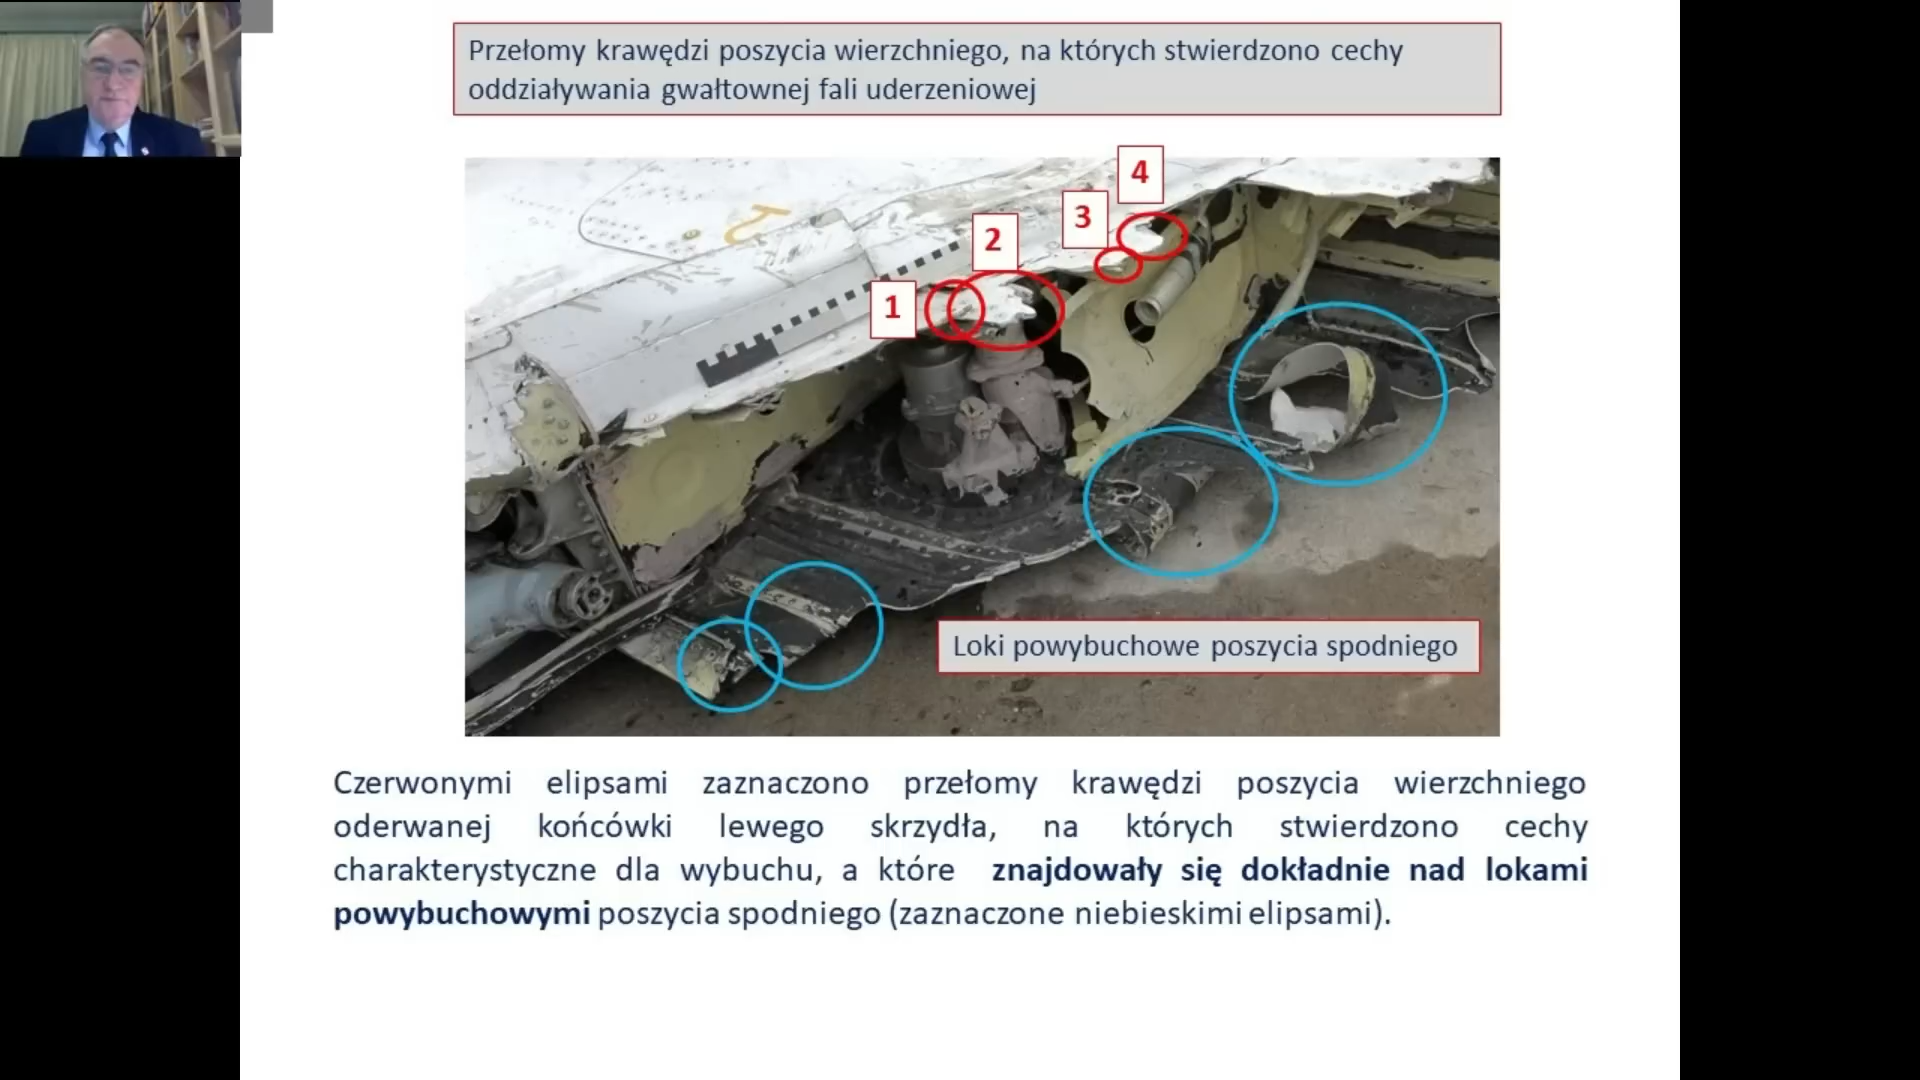 Przełomy krawędzi poszycia wierzchniego, na których stwierdzono cechy
oddziaływania gwałtownej fali uderzeniowej
4
3
2
1
Loki powybuchowe poszycia spodniego
Czerwonymi elipsami zaznaczono przełomy krawędzi poszycia wierzchniego
oderwanej końcówki lewego skrzydła, na których stwierdzono cechy
charakterystyczne dla wybuchu, a które znajdowały się dokładnie nad lokami
powybuchowymi poszycia spodniego (zaznaczone niebieskimi elipsami).